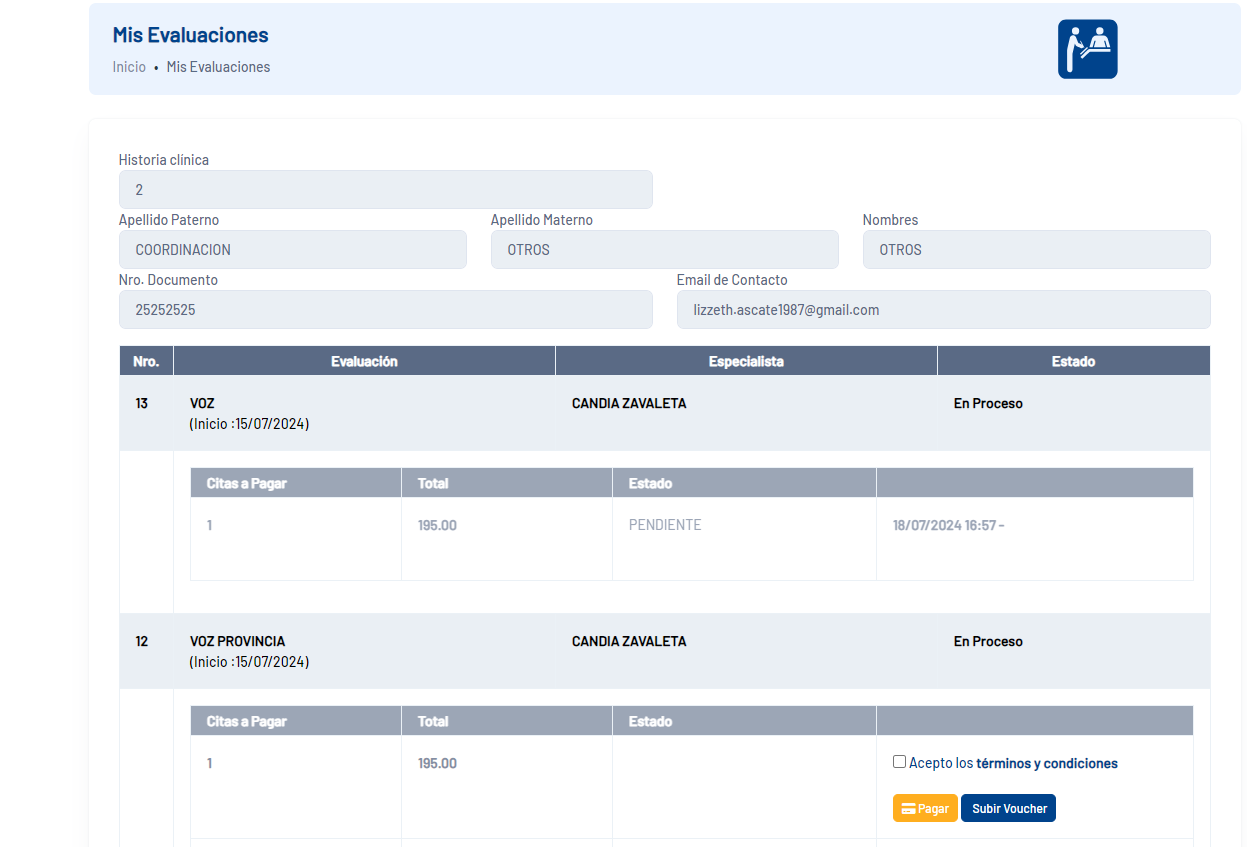 Mis Evaluaciones
Inicio • Mis Evaluaciones
Historia clínica
2
Apellido Paterno Apellido Materno Nombres
COORDINACION OTROS OTROS
Nro. Documento Email de Contacto
25252525 lizzeth.ascate1987@gmail.com
Nro. Evaluación Especialista Estado
13 VOZ CANDIA ZAVALETA En Proceso
(Inicio :15/07/2024)
Citas a Pagar Total Estado
1 195.00 PENDIENTE 18/07/2024 16:57 -
12 VOZ PROVINCIA CANDIA ZAVALETA En Proceso
(Inicio :15/07/2024)
Citas a Pagar Total Estado
1 195.00 Acepto los términos y condiciones
Pagar Subir Voucher